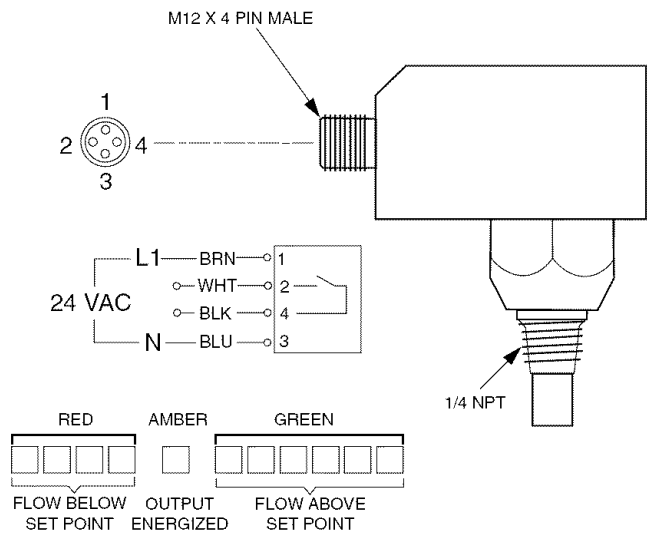 M12 X 4 PIN MALE
1
2 4
3
L1 BRN 1
WHT 2
24 VAC
BLK 4
N BLU 3
1/4 NPT
RED AMBER GREEN
FLOW BELOW SET POINT
OUTPUT ENERGIZED
FLOW ABOVE SET POINT